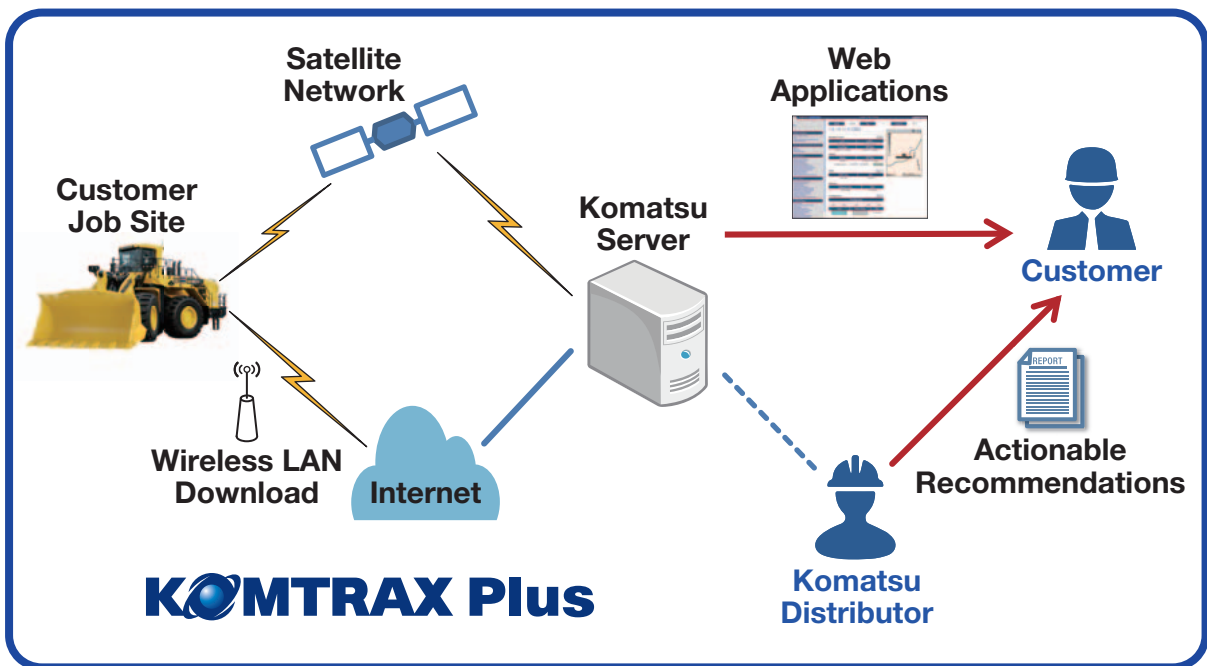 Satellite
Network
Web
Applications
Customer
Job Site
Komatsu
Server
Customer
REPORT
Wireless LAN
Download
Internet
Actionable
Recommendations
Komatsu
Distributor
KOMTRAX Plus